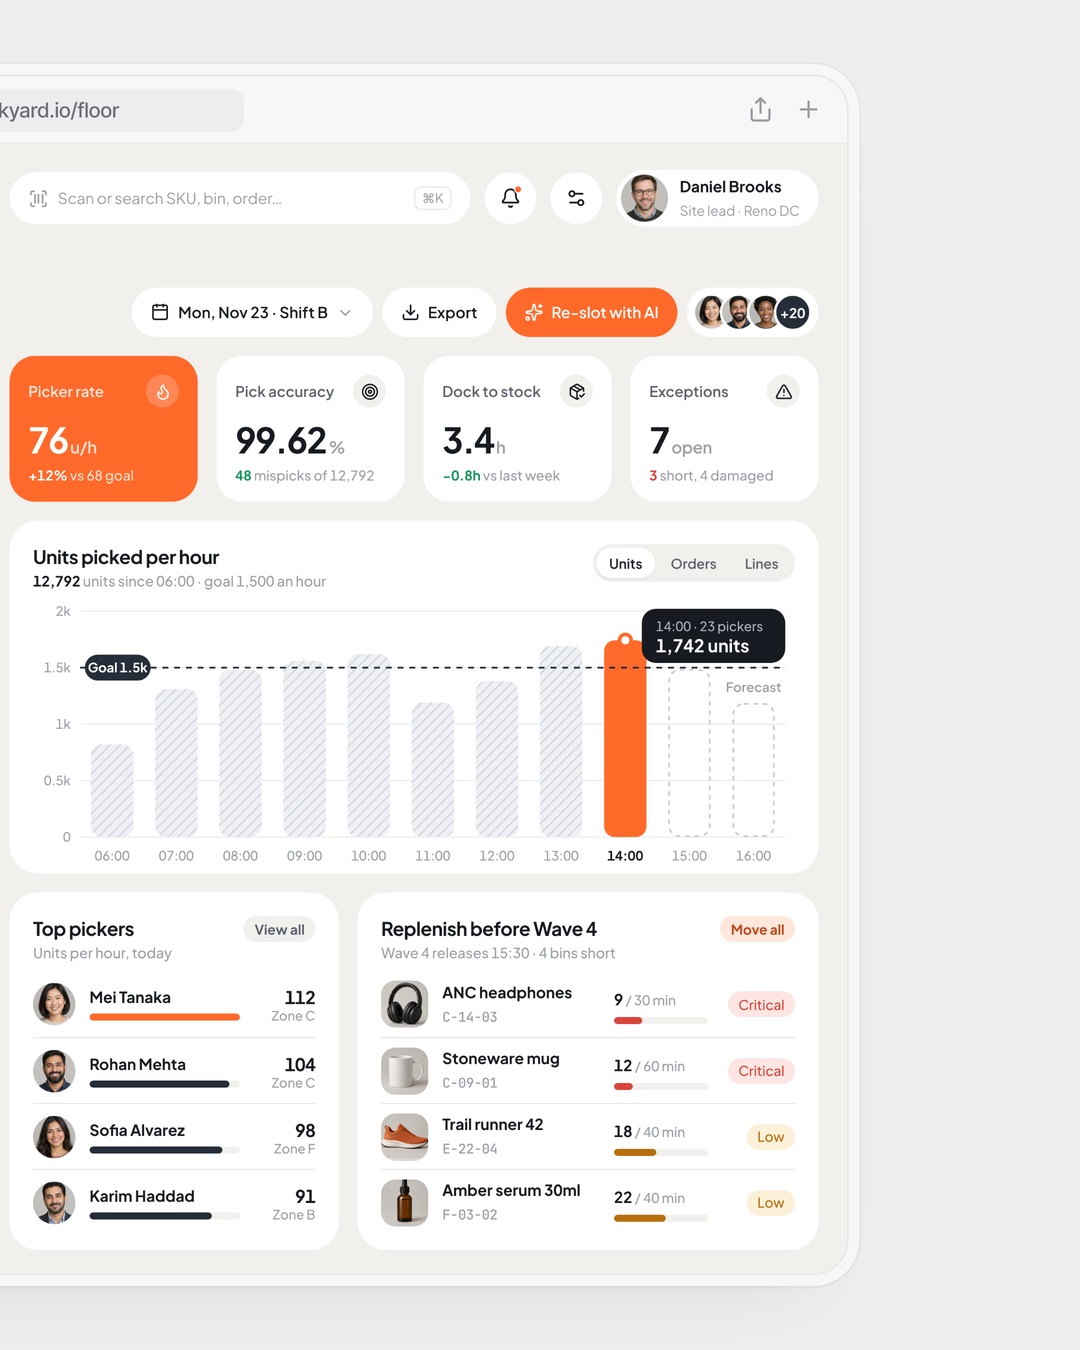 kyard.io/floor
Scan or search SKU, bin, order...
⌘K
Daniel Brooks
Site lead · Reno DC
Mon, Nov 23 · Shift B
Export
Re-slot with AI
+20
Picker rate
76 u/h
+12% vs 68 goal
Pick accuracy
99.62 %
48 mispicks of 12,792
Dock to stock
3.4 h
−0.8h vs last week
Exceptions
7 open
3 short, 4 damaged
Units picked per hour
12,792 units since 06:00 · goal 1,500 an hour
Units Orders Lines
2k
1.5k
1k
0.5k
0
Goal 1.5k
14:00 · 23 pickers
1,742 units
Forecast
06:00 07:00 08:00 09:00 10:00 11:00 12:00 13:00 14:00 15:00 16:00
Top pickers
View all
Units per hour, today
Mei Tanaka
112
Zone C
Rohan Mehta
104
Zone C
Sofia Alvarez
98
Zone F
Karim Haddad
91
Zone B
Replenish before Wave 4
Move all
Wave 4 releases 15:30 · 4 bins short
ANC headphones
C-14-03
9 / 30 min
Critical
Stoneware mug
C-09-01
12 / 60 min
Critical
Trail runner 42
E-22-04
18 / 40 min
Low
Amber serum 30ml
F-03-02
22 / 40 min
Low